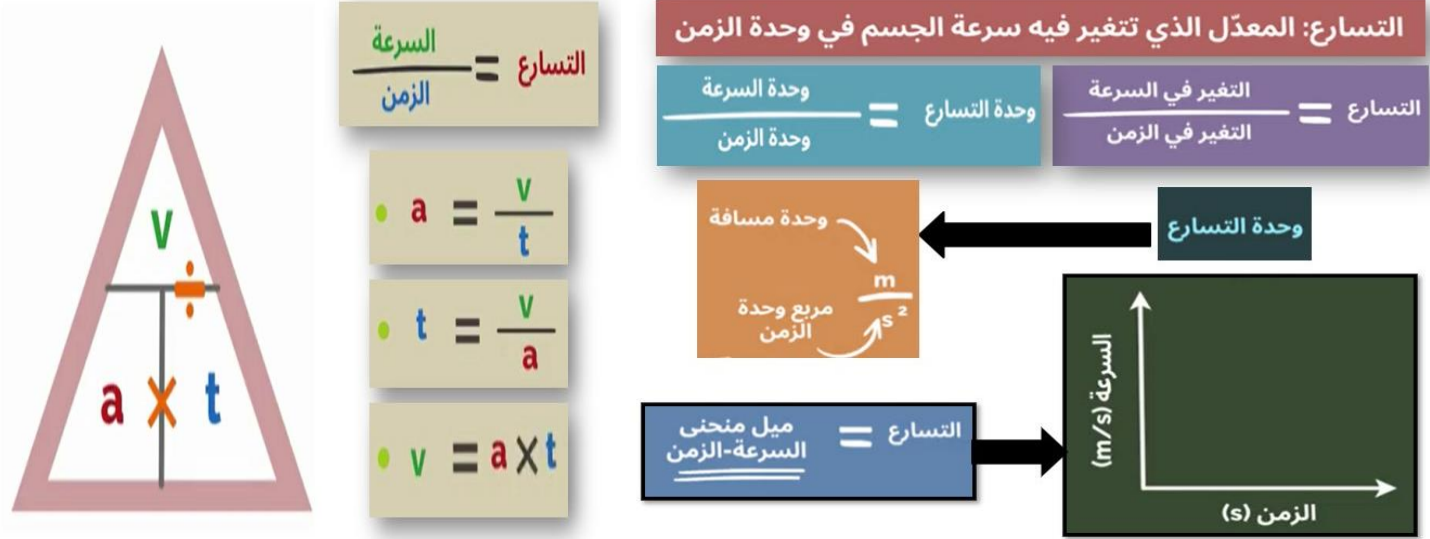 التسارع: المعدّل الذي تتغير فيه سرعة الجسم في وحدة الزمن
التسارع = التغير في السرعة
التغير في الزمن
وحدة التسارع = وحدة السرعة
وحدة الزمن
وحدة التسارع
وحدة مسافة
m
s²
مربع وحدة
الزمن
التسارع = ميل منحنى
السرعة-الزمن
السرعة (m/s)
الزمن (s)
التسارع = السرعة
الزمن
a = v
t
t = v
a
v = a × t
v
÷
a × t